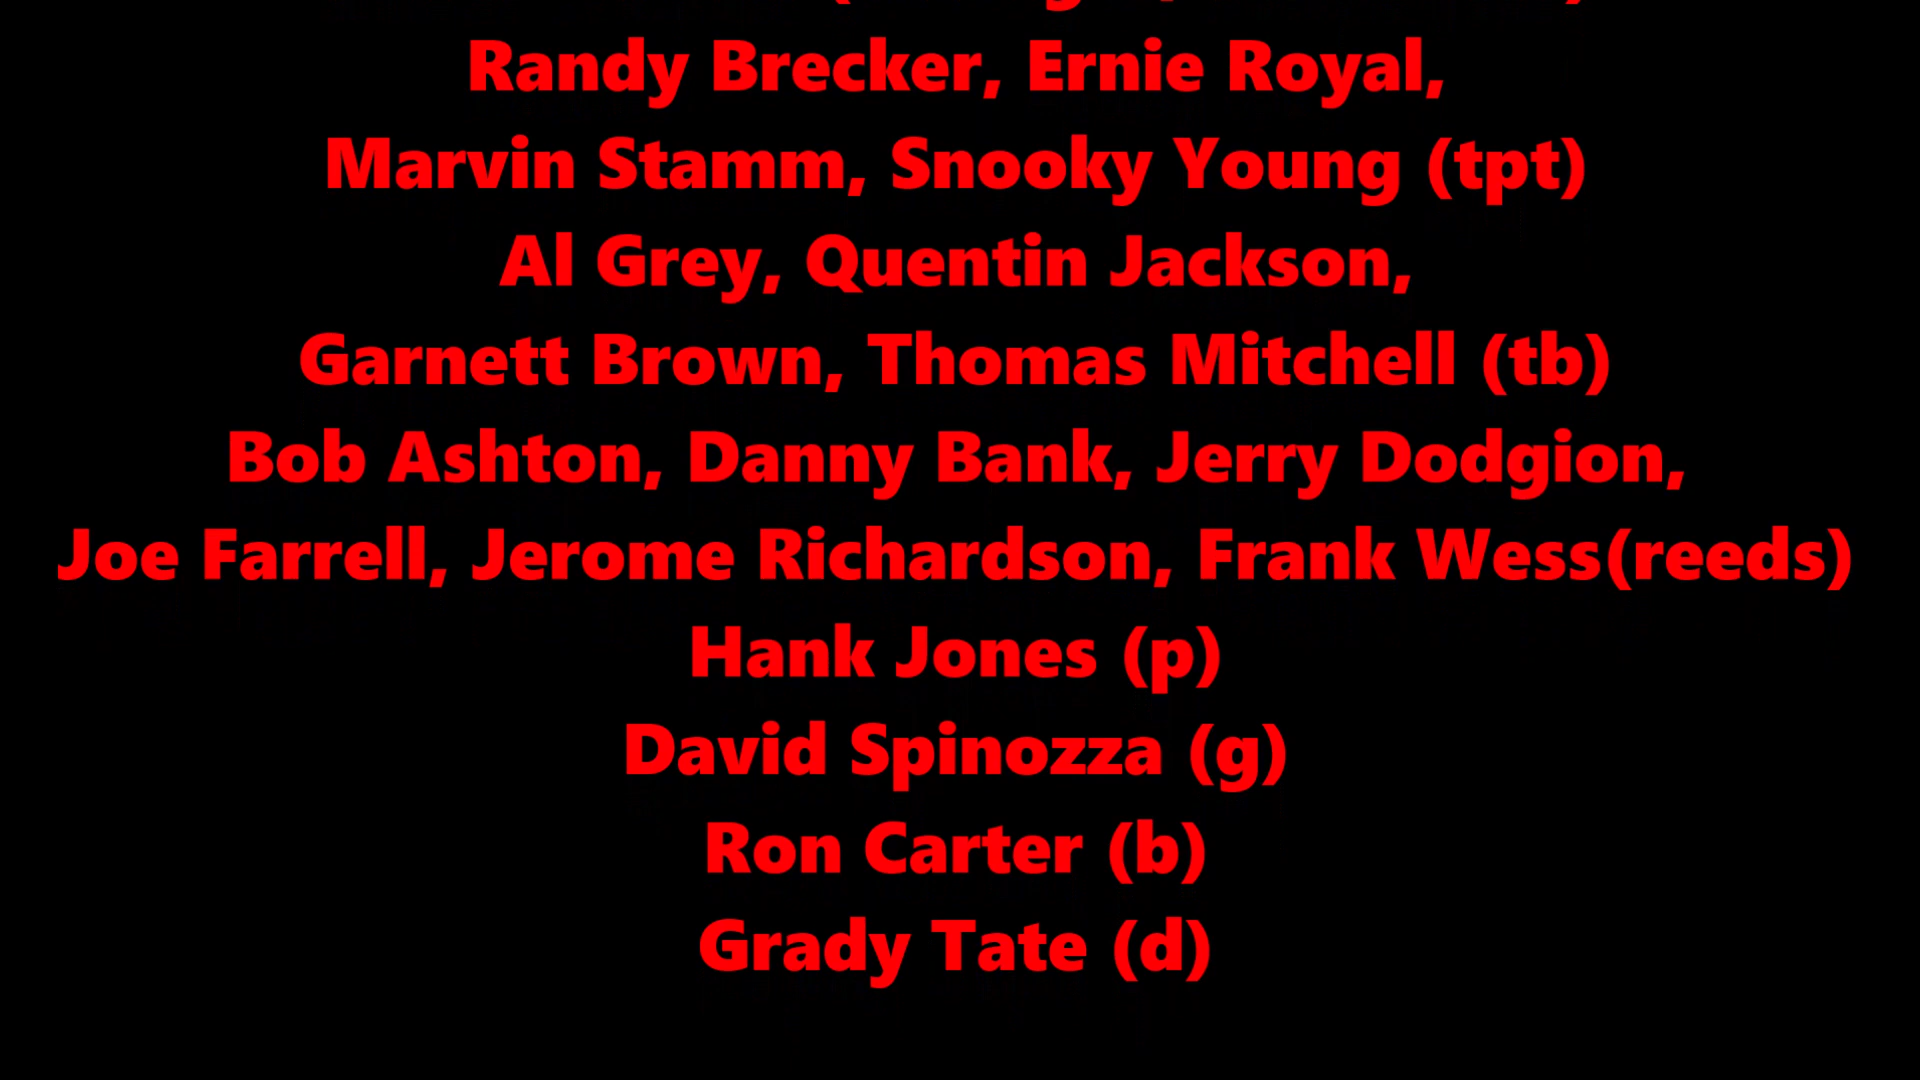 Randy Brecker, Ernie Royal,
Marvin Stamm, Snooky Young (tpt)
Al Grey, Quentin Jackson,
Garnett Brown, Thomas Mitchell (tb)
Bob Ashton, Danny Bank, Jerry Dodgion,
Joe Farrell, Jerome Richardson, Frank Wess(reeds)
Hank Jones (p)
David Spinozza (g)
Ron Carter (b)
Grady Tate (d)